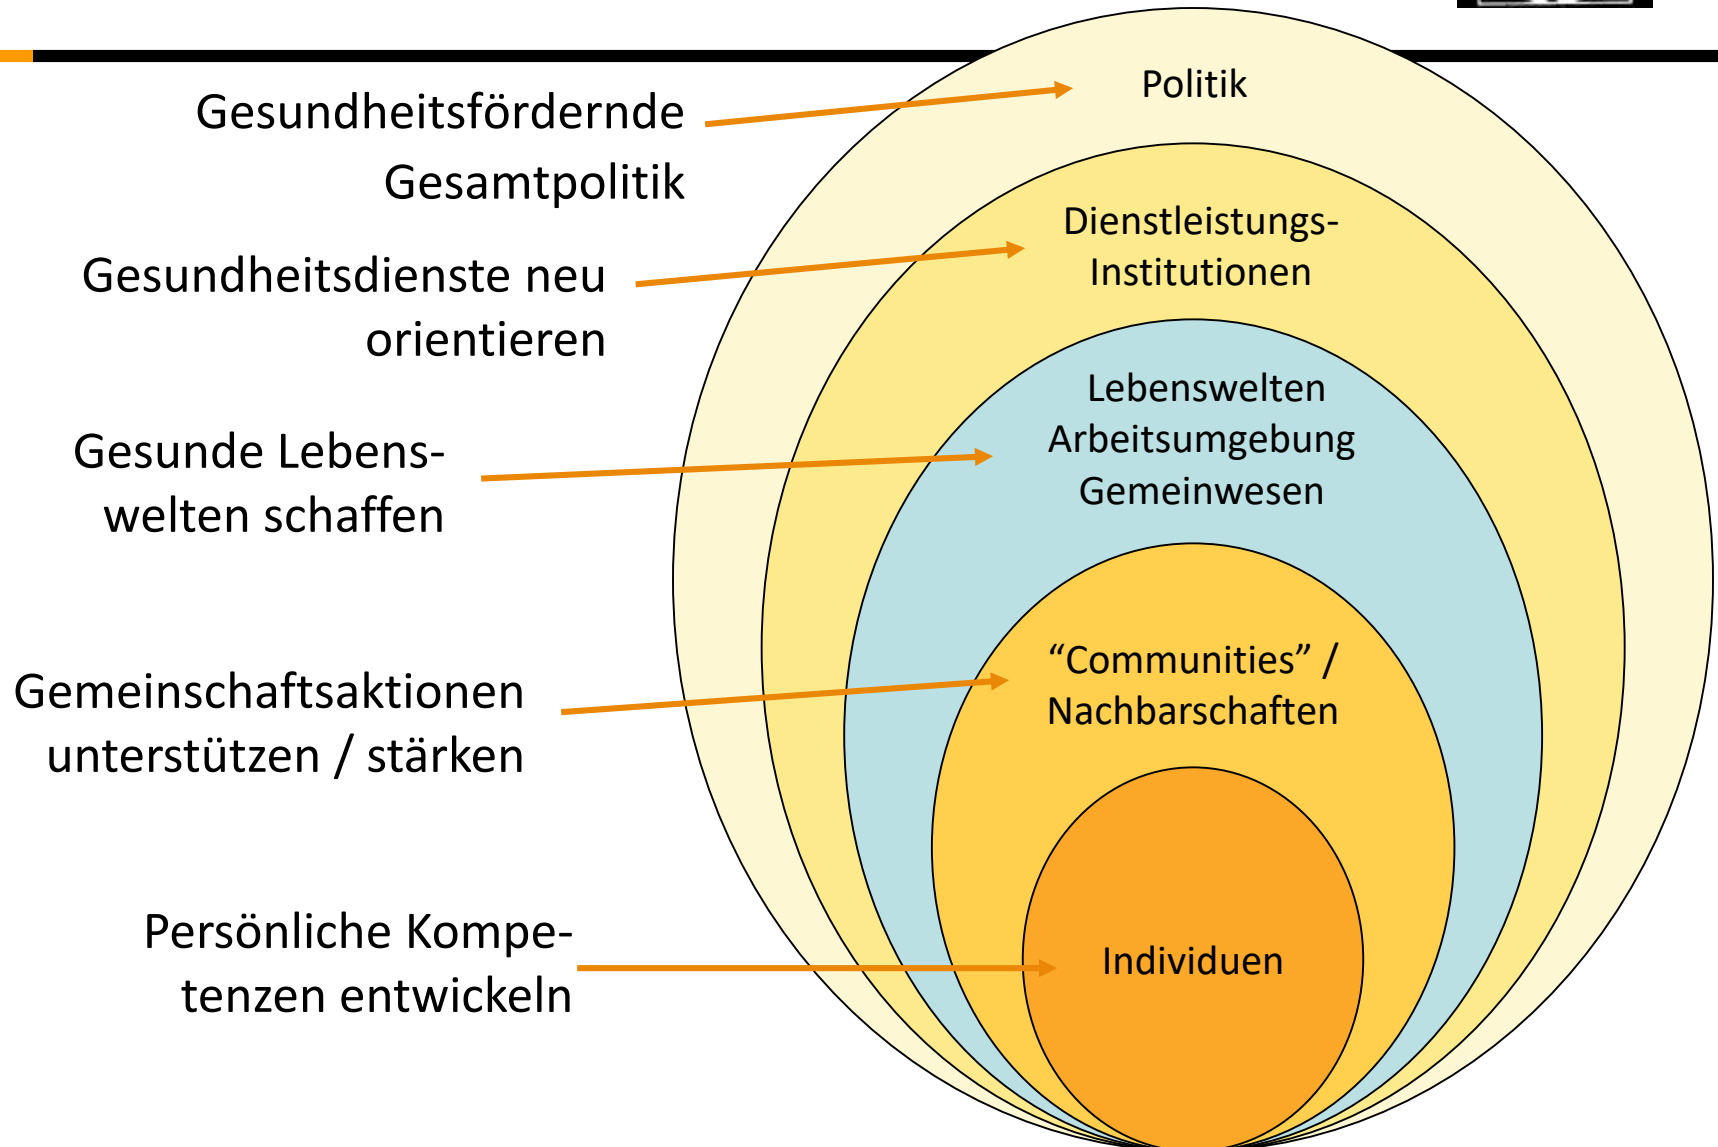 Gesundheitsfördernde
Gesamtpolitik
Gesundheitsdienste neu
orientieren
Gesunde Lebens-
welten schaffen
Gemeinschaftsaktionen
unterstützen / stärken
Persönliche Kompe-
tenzen entwickeln
Politik
Dienstleistungs-
Institutionen
Lebenswelten
Arbeitsumgebung
Gemeinwesen
“Communities” /
Nachbarschaften
Individuen